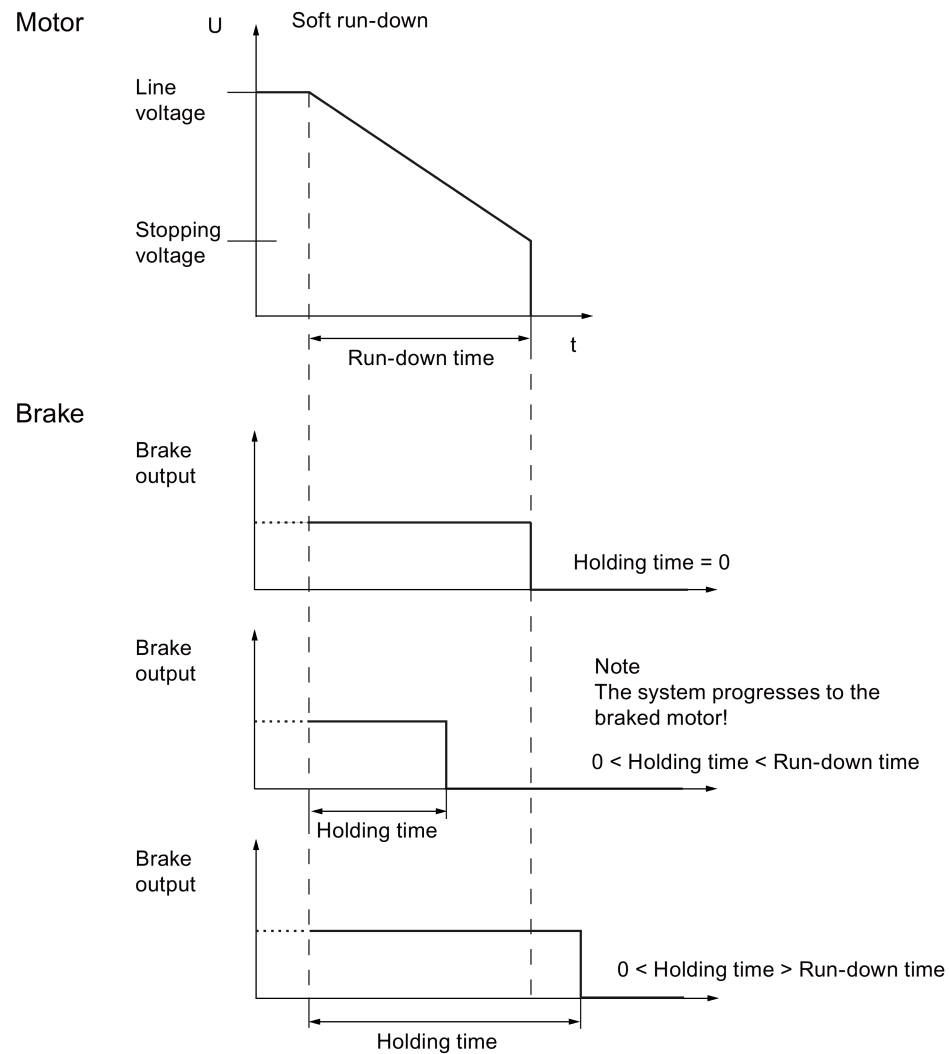 Motor
U
Soft run-down
Line
voltage
Stopping
voltage
t
Run-down time
Brake
Brake
output
Holding time = 0
Brake
output
Note
The system progresses to the
braked motor!
0 < Holding time < Run-down time
Holding time
Brake
output
0 < Holding time > Run-down time
Holding time